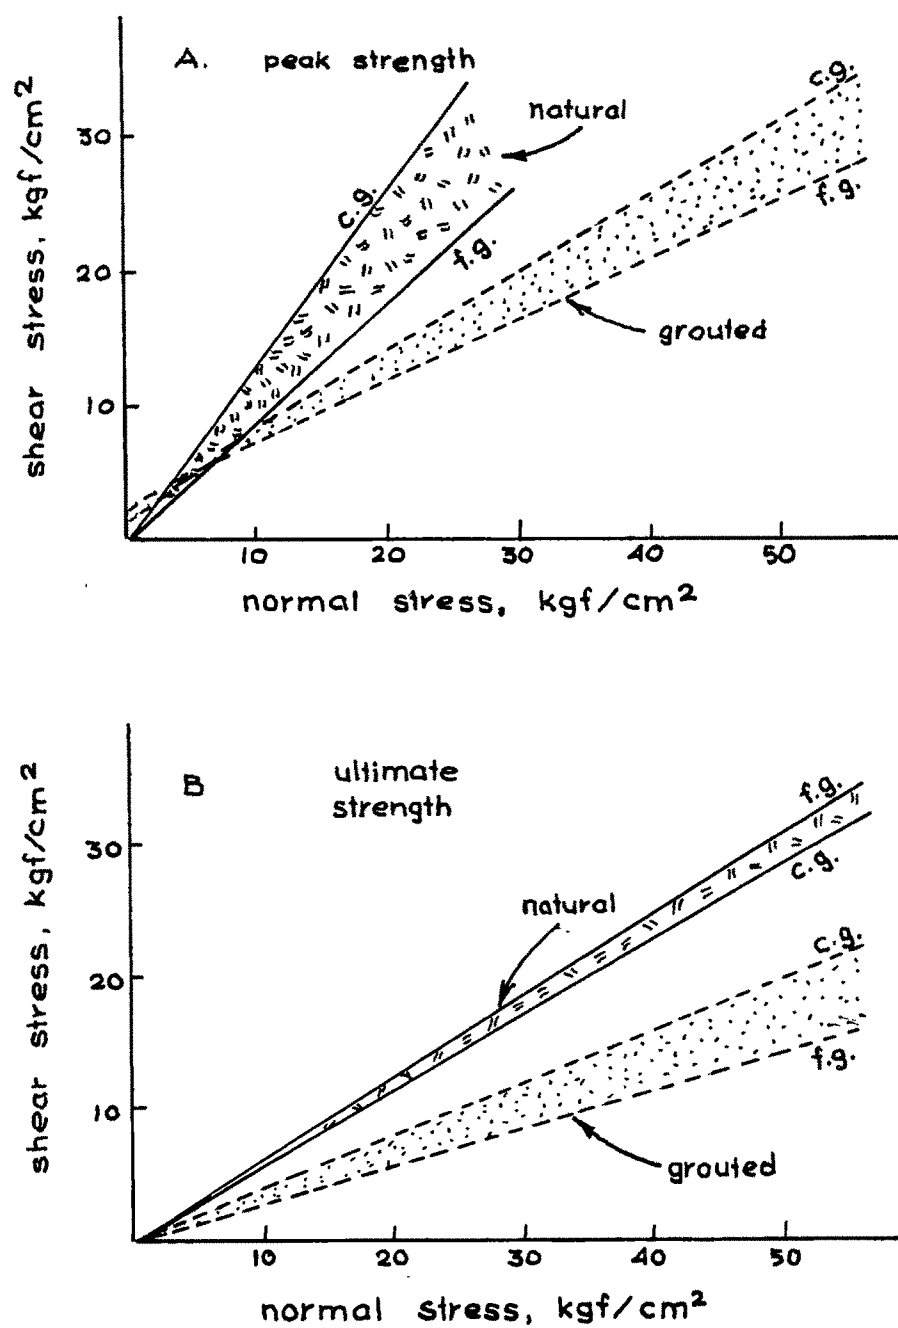 A. peak strength
c.g.
natural
30
c.g.
f.g.
f.g.
20
grouted
10
10 20 30 40 50
shear stress, kgf/cm²
normal stress, kgf/cm²
B ultimate
strength
f.g.
30
c.g.
natural
c.g.
20
f.g.
10
grouted
10 20 30 40 50
shear stress, kgf/cm²
normal stress, kgf/cm²